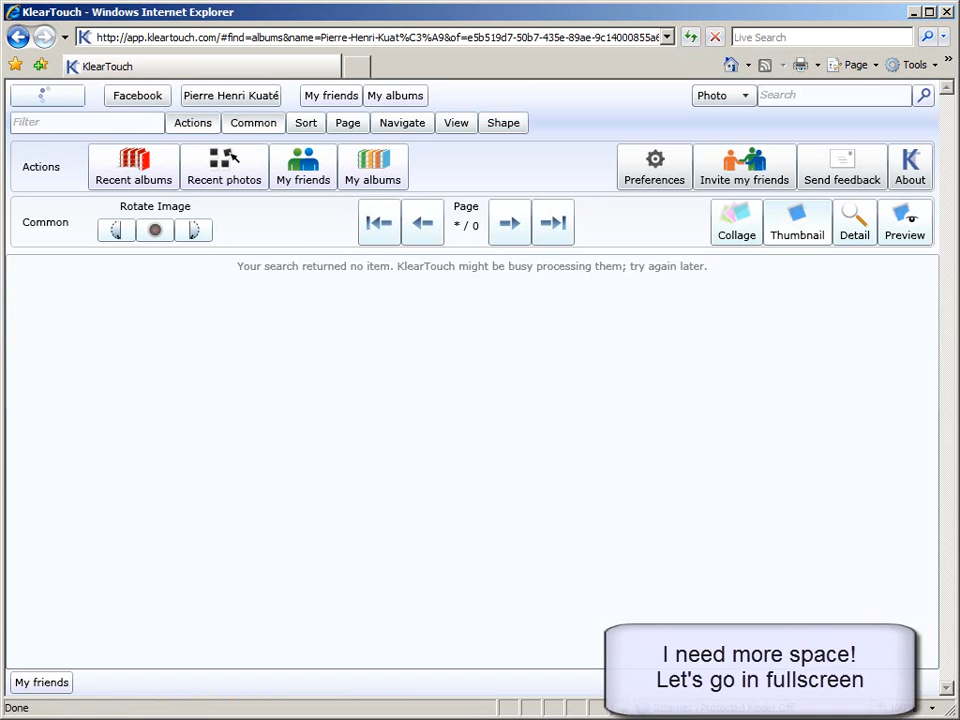 KlearTouch - Windows Internet Explorer
http://app.kleartouch.com/#find=albums&name=Pierre-Henri-Kuat%C3%A9&of=e5b519d7-50b7-435e-89ae-9c14000855a6
Live Search
KlearTouch
Page
Tools
Facebook
Pierre Henri Kuaté
My friends
My albums
Photo
Search
Filter
Actions
Common
Sort
Page
Navigate
View
Shape
Actions
Recent albums
Recent photos
My friends
My albums
Preferences
Invite my friends
Send feedback
About
Common
Rotate Image
Page
* / 0
Collage
Thumbnail
Detail
Preview
Your search returned no item. KlearTouch might be busy processing them; try again later.
I need more space!
Let's go in fullscreen
My friends
Done